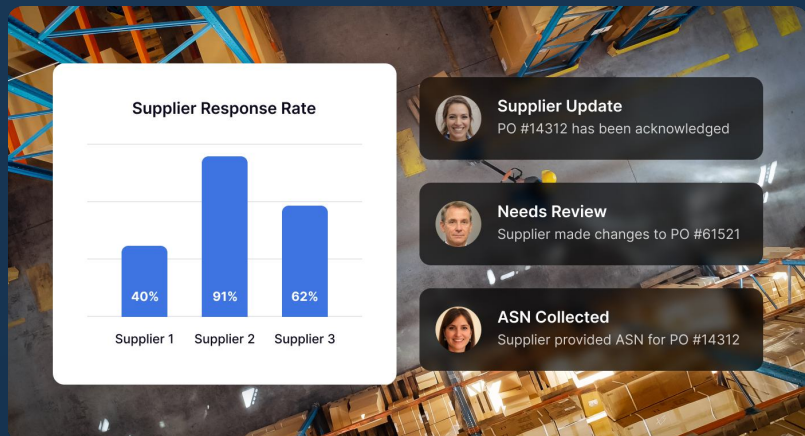 Supplier Response Rate
40%
91%
62%
Supplier 1
Supplier 2
Supplier 3
Supplier Update
PO #14312 has been acknowledged
Needs Review
Supplier made changes to PO #61521
ASN Collected
Supplier provided ASN for PO #14312